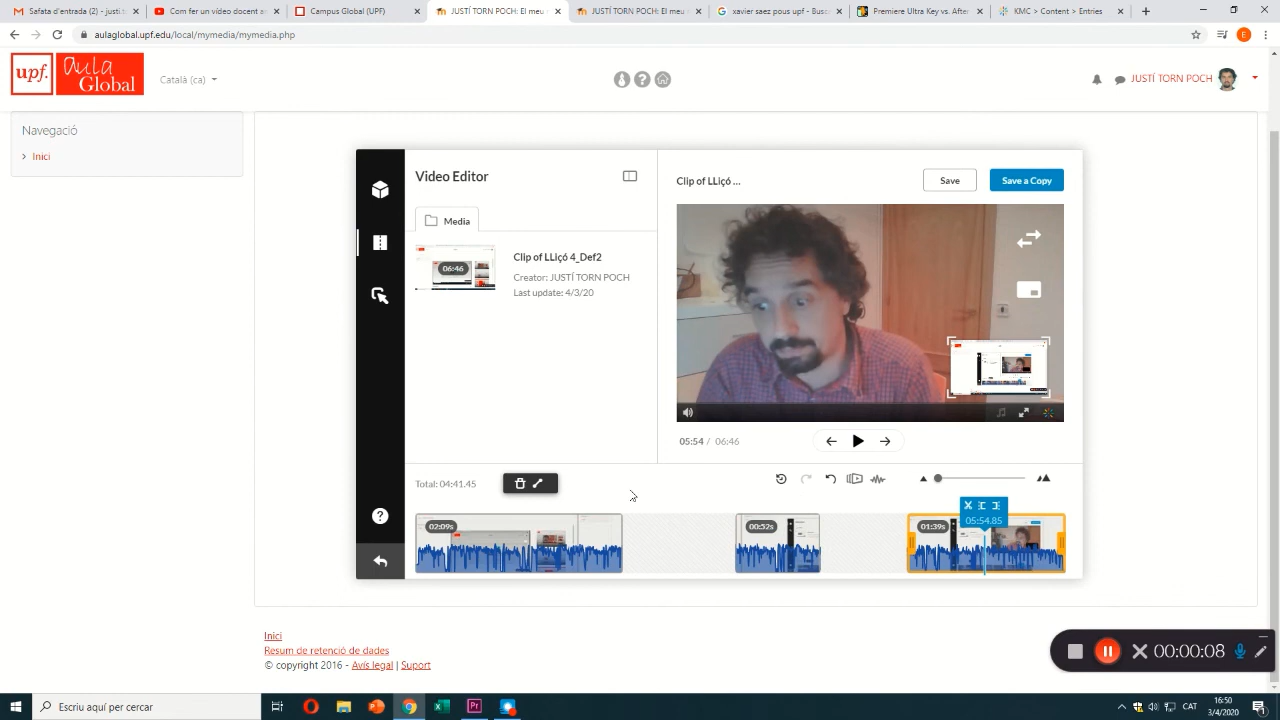 Safata d'entrada - justi.t
Com fer un vídeo docent a
Campus Global (UPF)
JUSTÍ TORN POCH: El meu
JUSTÍ TORN POCH: El meu
xavier saez pous upf - Busc
Premiere Ultra Key vs. After
KMC > Content > Entries
aulaglobal.upf.edu/local/mymedia/mymedia.php
E
upf.
aula Global
Català (ca)
JUSTÍ TORN POCH
Navegació
Inici
Video Editor
Clip of LLiçó ...
Save
Save a Copy
Media
06:46
Clip of LLiçó 4_Def2
Creator: JUSTÍ TORN POCH
Last update: 4/3/20
05:54 / 06:46
Total: 04:41.45
05:54.85
02:09s
00:52s
01:39s
Inici
Resum de retenció de dades
© copyright 2016 - Avís legal | Suport
00:00:08
Escriu aquí per cercar
CAT
16:50
3/4/2020